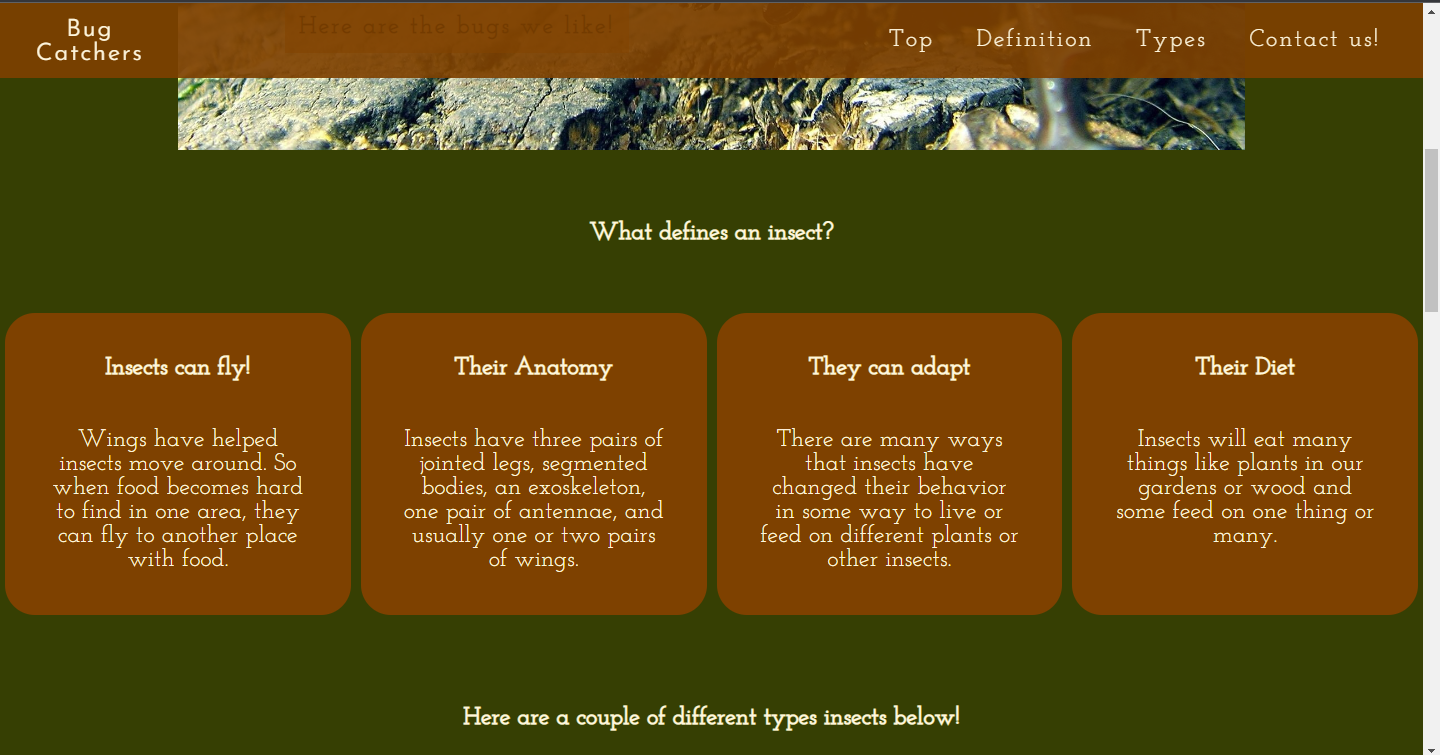 Bug
Catchers
Here are the bugs we like!
Top Definition Types Contact us!
What defines an insect?
Insects can fly!
Wings have helped
insects move around. So
when food becomes hard
to find in one area, they
can fly to another place
with food.
Their Anatomy
Insects have three pairs of
jointed legs, segmented
bodies, an exoskeleton,
one pair of antennae, and
usually one or two pairs
of wings.
They can adapt
There are many ways
that insects have
changed their behavior
in some way to live or
feed on different plants or
other insects.
Their Diet
Insects will eat many
things like plants in our
gardens or wood and
some feed on one thing or
many.
Here are a couple of different types insects below!